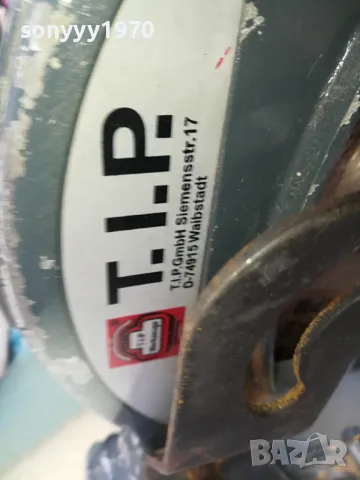 sonyyy1970
T.I.P.
T.I.P. GmbH Siemensstr.17
D-74915 Waibstadt
T.I.P
BAZAR